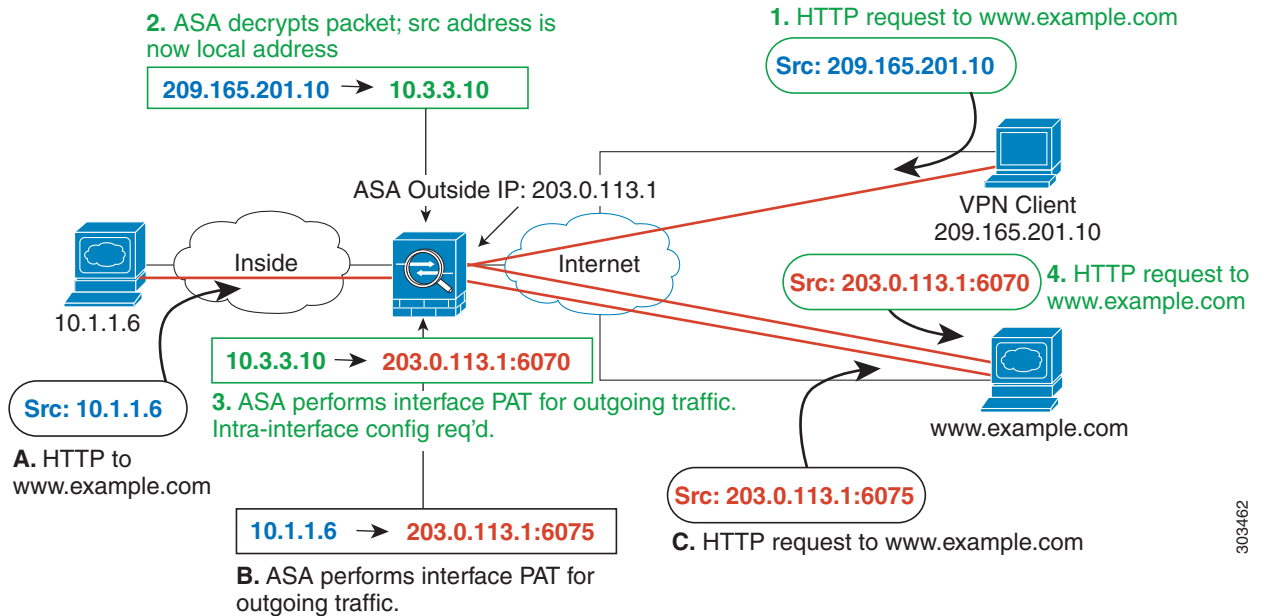 2. ASA decrypts packet; src address is
now local address
209.165.201.10 → 10.3.3.10
1. HTTP request to www.example.com
Src: 209.165.201.10
ASA Outside IP: 203.0.113.1
VPN Client
209.165.201.10
Inside
Internet
10.1.1.6
Src: 203.0.113.1:6070
4. HTTP request to
www.example.com
10.3.3.10 → 203.0.113.1:6070
3. ASA performs interface PAT for outgoing traffic.
Intra-interface config req'd.
Src: 10.1.1.6
A. HTTP to
www.example.com
www.example.com
Src: 203.0.113.1:6075
C. HTTP request to www.example.com
10.1.1.6 → 203.0.113.1:6075
B. ASA performs interface PAT for
outgoing traffic.
303462